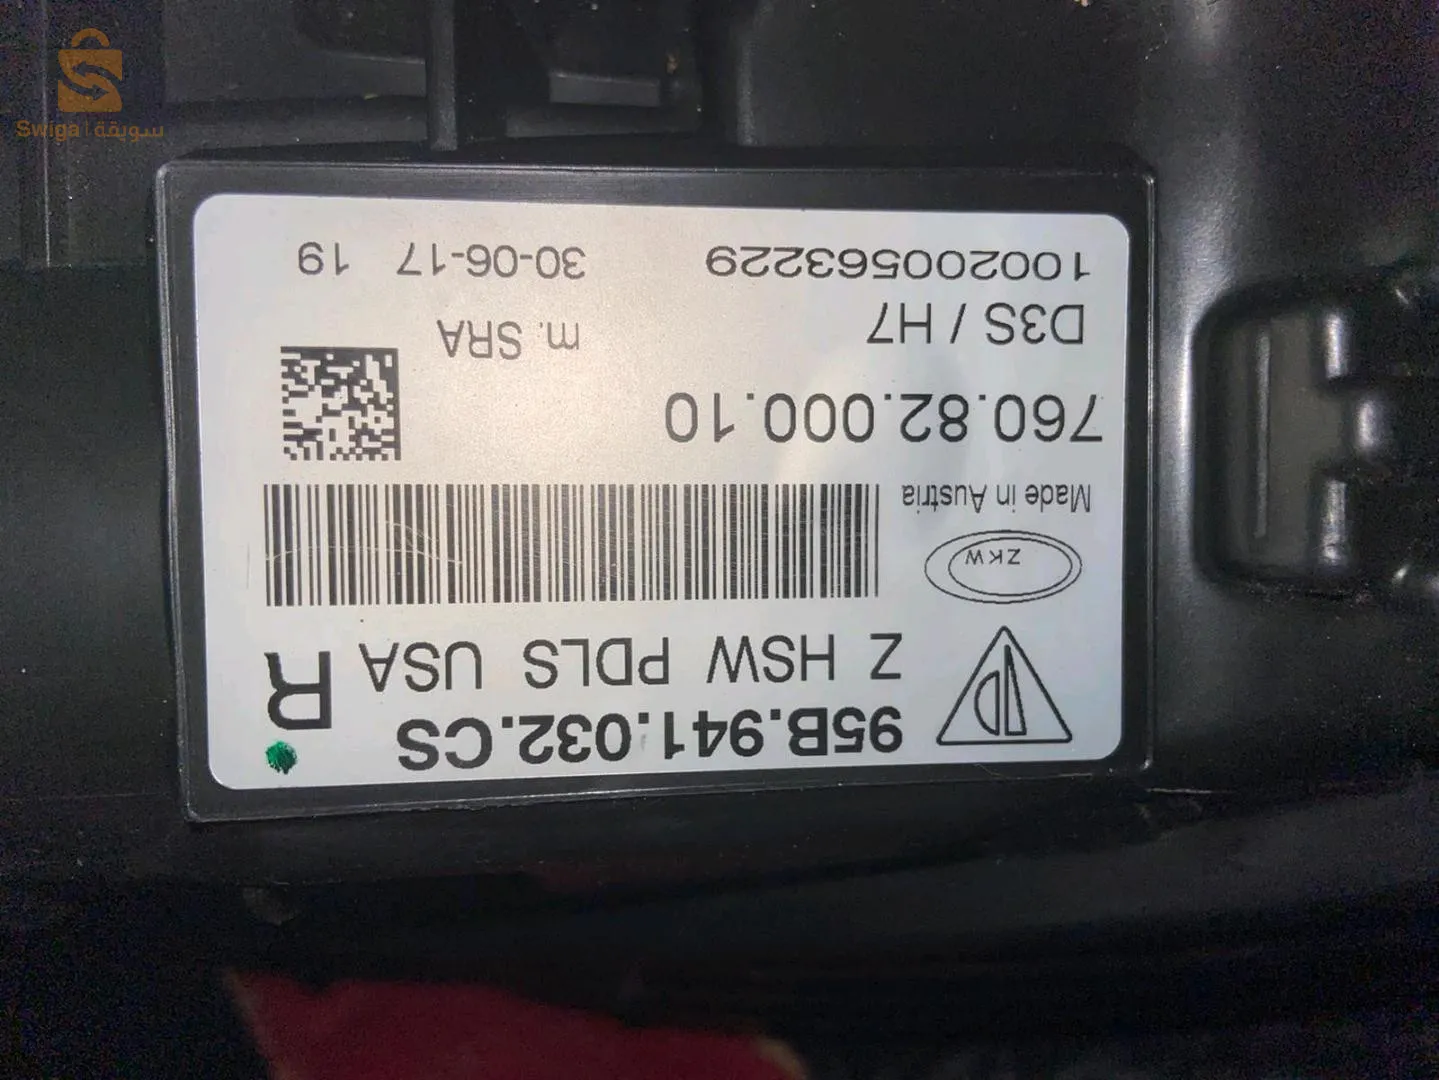 Swiga | سويقة
95B.941.032.CS
Z HSW PDLS USA R
ZKW
Made in Austria
760.82.000.10
D3S / H7 m. SRA
100200563229 30-06-17 19